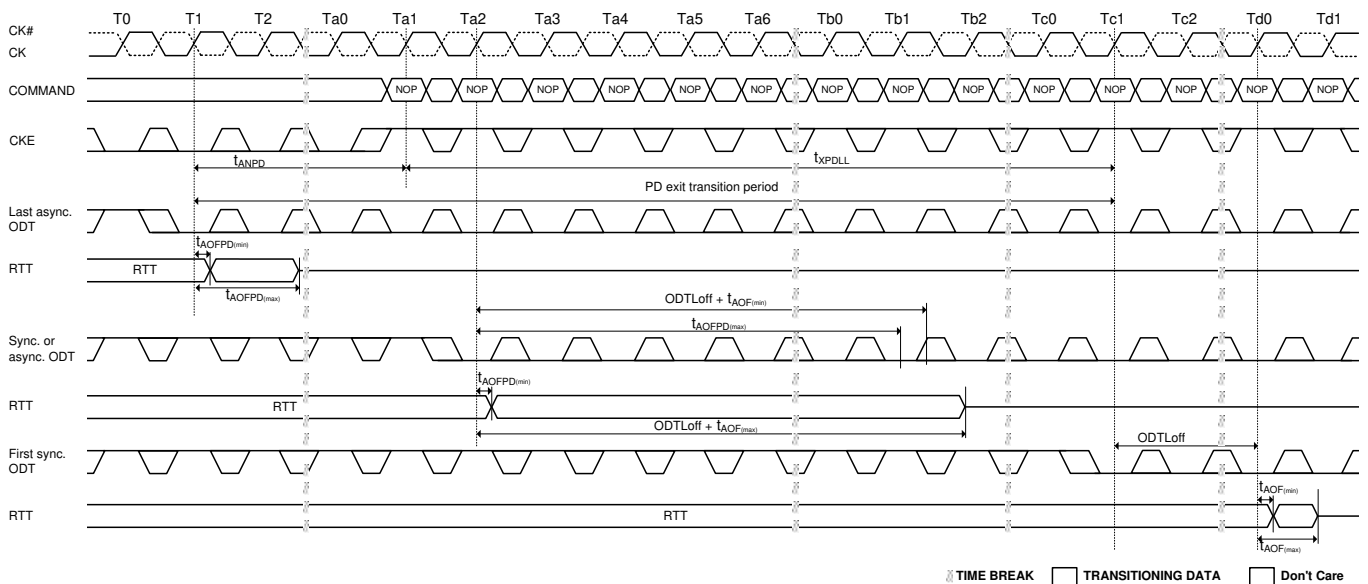 T0 T1 T2 Ta0 Ta1 Ta2 Ta3 Ta4 Ta5 Ta6 Tb0 Tb1 Tb2 Tc0 Tc1 Tc2 Td0 Td1
CK#
CK
COMMAND NOP NOP NOP NOP NOP NOP NOP NOP NOP NOP NOP NOP NOP NOP
CKE
tANPD tXPDLL
PD exit transition period
Last async.
ODT
tAOFPD(min)
RTT RTT
tAOFPD(max)
ODTLoff + tAOF(min)
tAOFPD(max)
Sync. or
async. ODT
tAOFPD(min)
RTT RTT
ODTLoff + tAOF(max)
ODTLoff
First sync.
ODT
tAOF(min)
RTT RTT
tAOF(max)
TIME BREAK TRANSITIONING DATA Don't Care